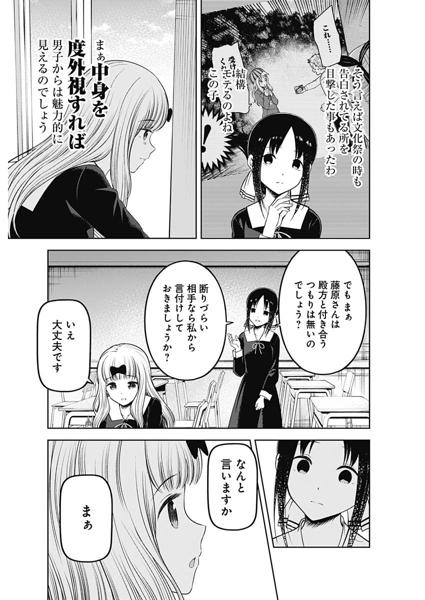 そう言えば文化祭の時も
告白されてる所を
目撃した事もあったわ
これ……
受けて
くれ
結構
モテるのよね
この子
まぁ
中身を
度外視すれば
男子からは魅力的に
見えるのでしょう
でもまぁ
藤原さんは
殿方と付き合う
つもりは無いの
でしょう？
断りづらい
相手なら私から
言付けして
おきましょうか？
いえ
大丈夫です
なんと
言いますか
まぁ